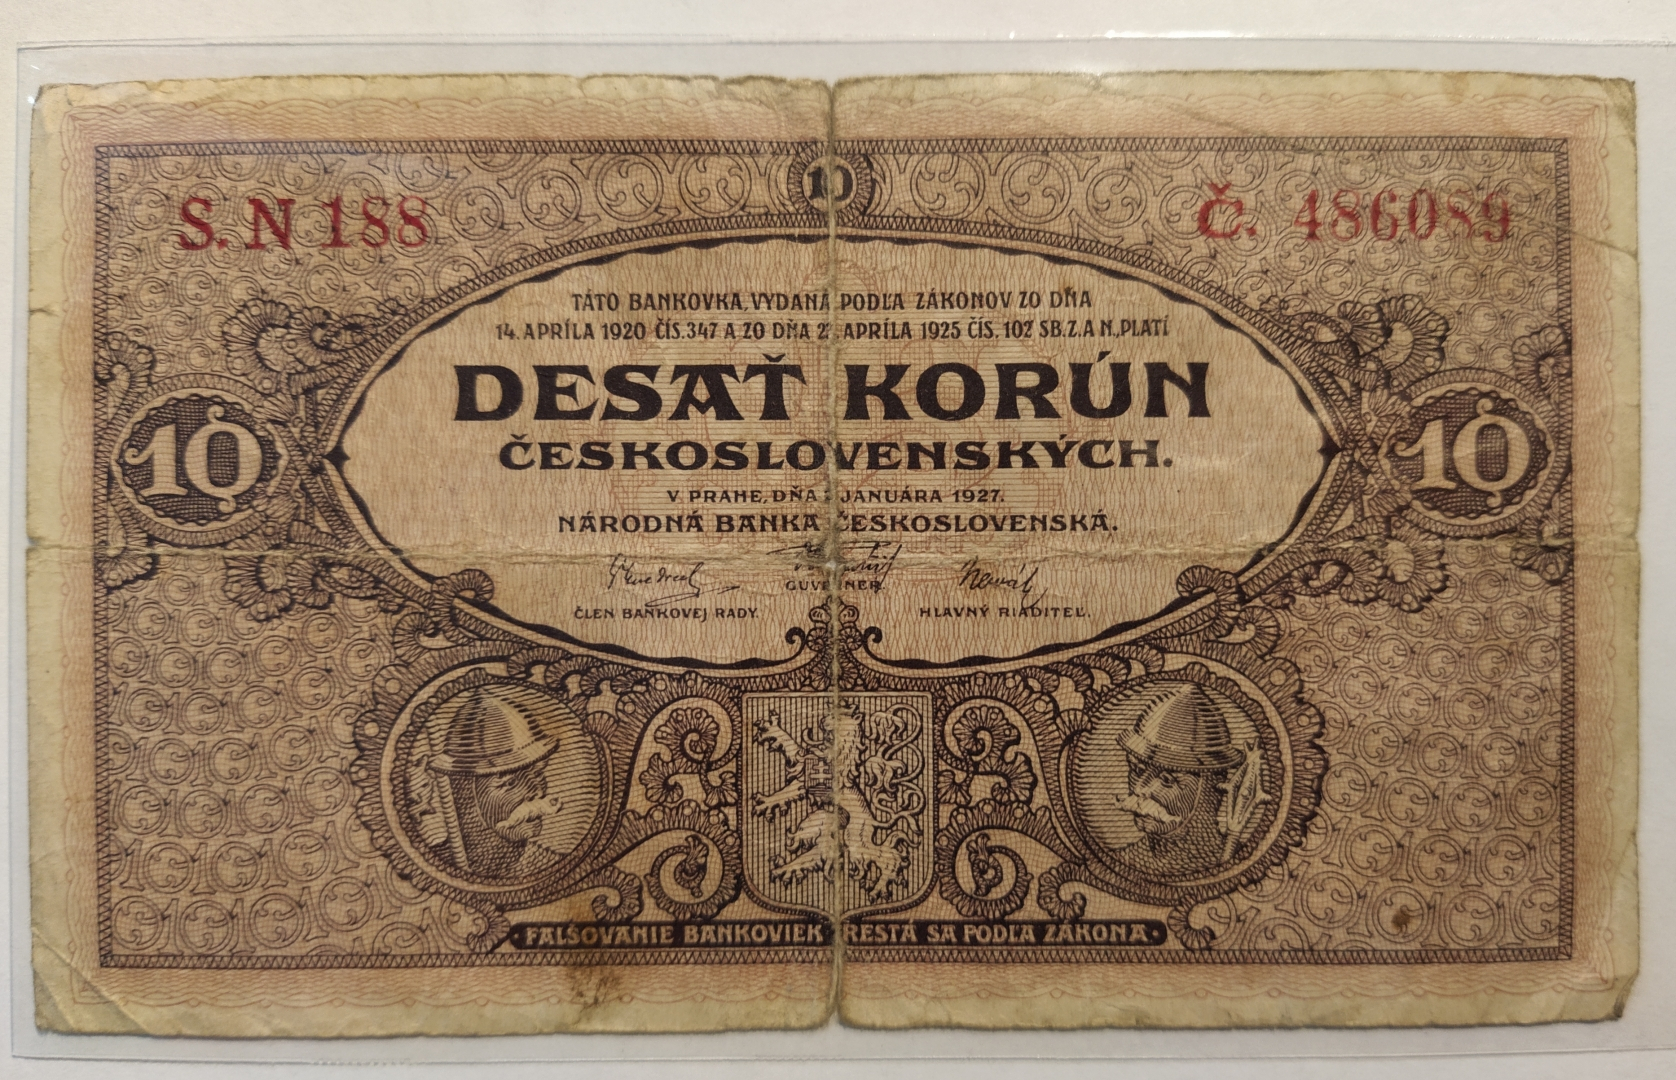 10
S. N 188
Č. 486089
TÁTO BANKOVKA, VYDANÁ PODĽA ZÁKONOV ZO DŇA
14. APRÍLA 1920 ČÍS. 347 A ZO DŇA APRÍLA 1925 ČÍS. 102 SB. Z. A N., PLATÍ
DESAŤ KORÚN
10
10
ČESKOSLOVENSKÝCH.
V PRAHE, DŇA JANUÁRA 1927.
NÁRODNÁ BANKA ČESKOSLOVENSKÁ.
Novák
GUVERNER.
ČLEN BANKOVEJ RADY.
HLAVNÝ RIADITEĽ.
FALŠOVANIE BANKOVIEK TRESTÁ SA PODĽA ZÁKONA.